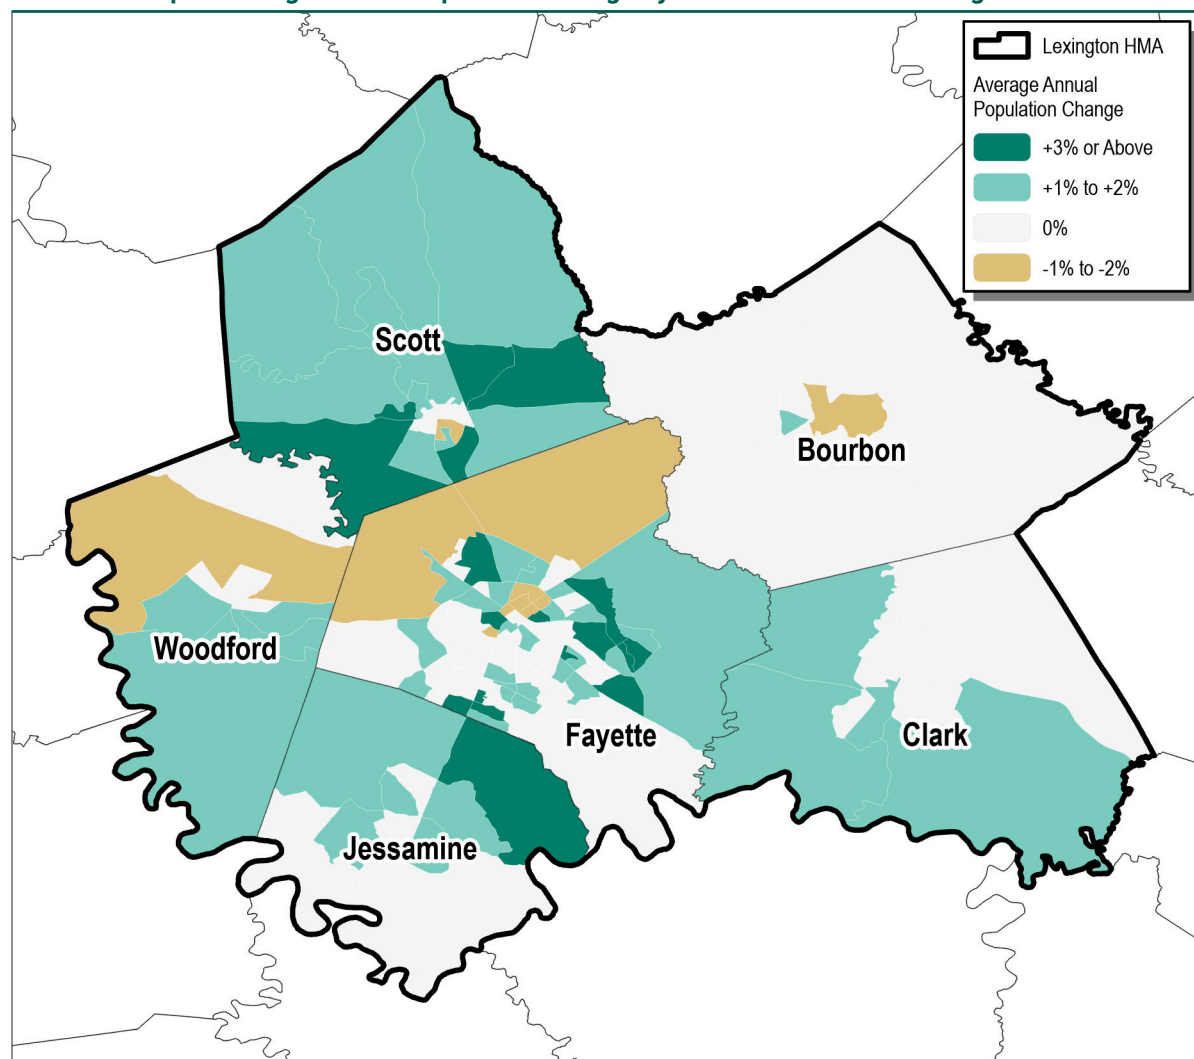 Lexington HMA
Average Annual
Population Change
+3% or Above
+1% to +2%
0%
-1% to -2%
Scott
Bourbon
Woodford
Fayette
Clark
Jessamine